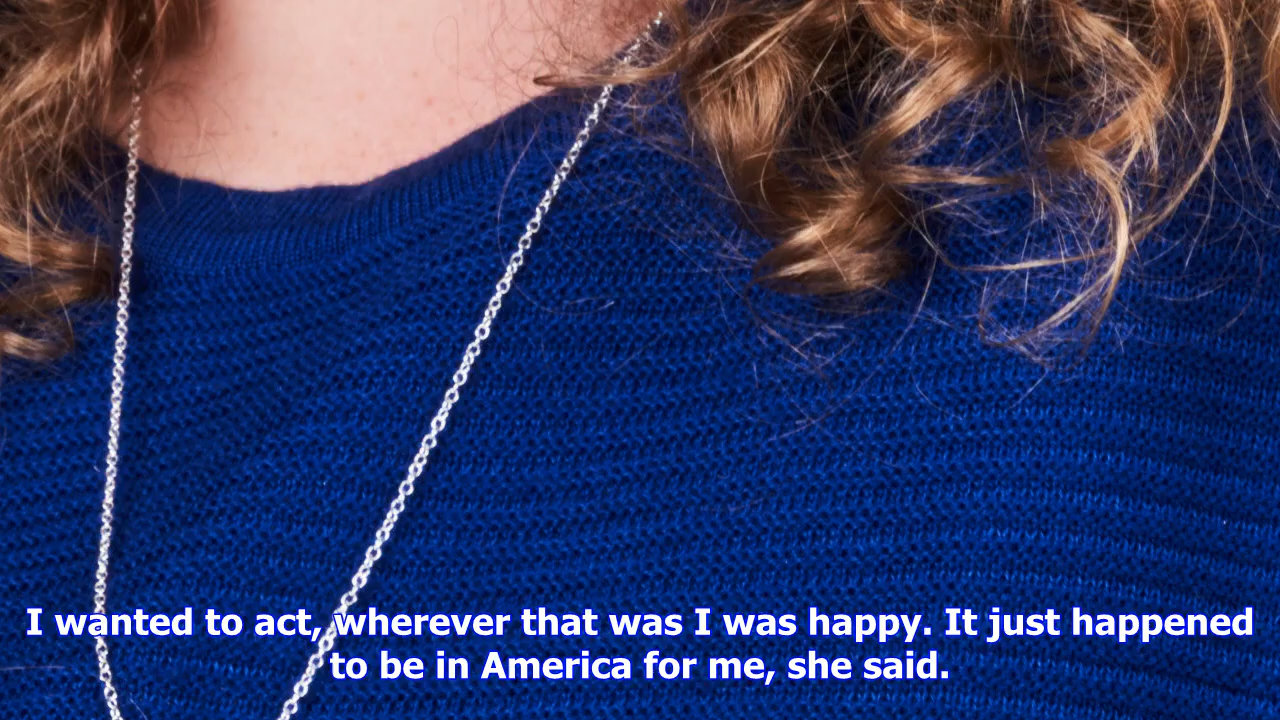 I wanted to act, wherever that was I was happy. It just happened
to be in America for me, she said.